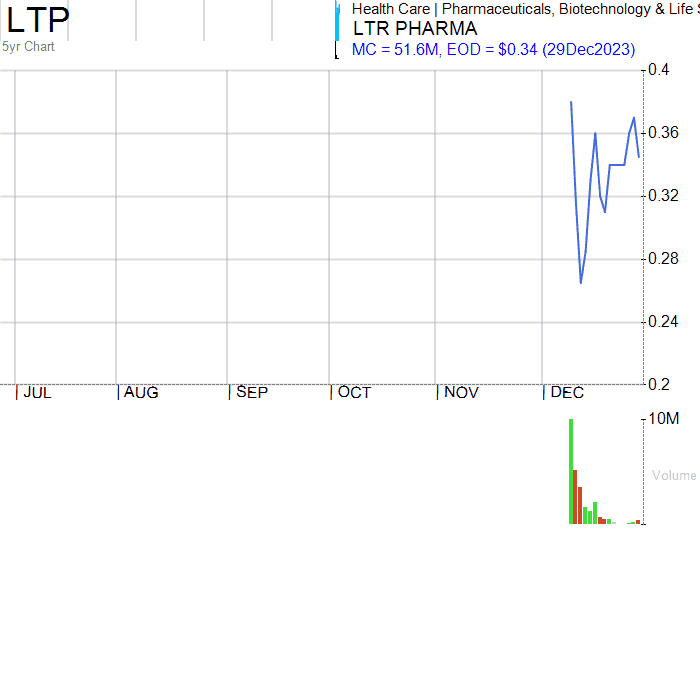 LTP
5yr Chart
Health Care | Pharmaceuticals, Biotechnology & Life S
LTR PHARMA
MC = 51.6M, EOD = $0.34 (29Dec2023)
0.4
0.36
0.32
0.28
0.24
0.2
JUL AUG SEP OCT NOV DEC
10M
Volume